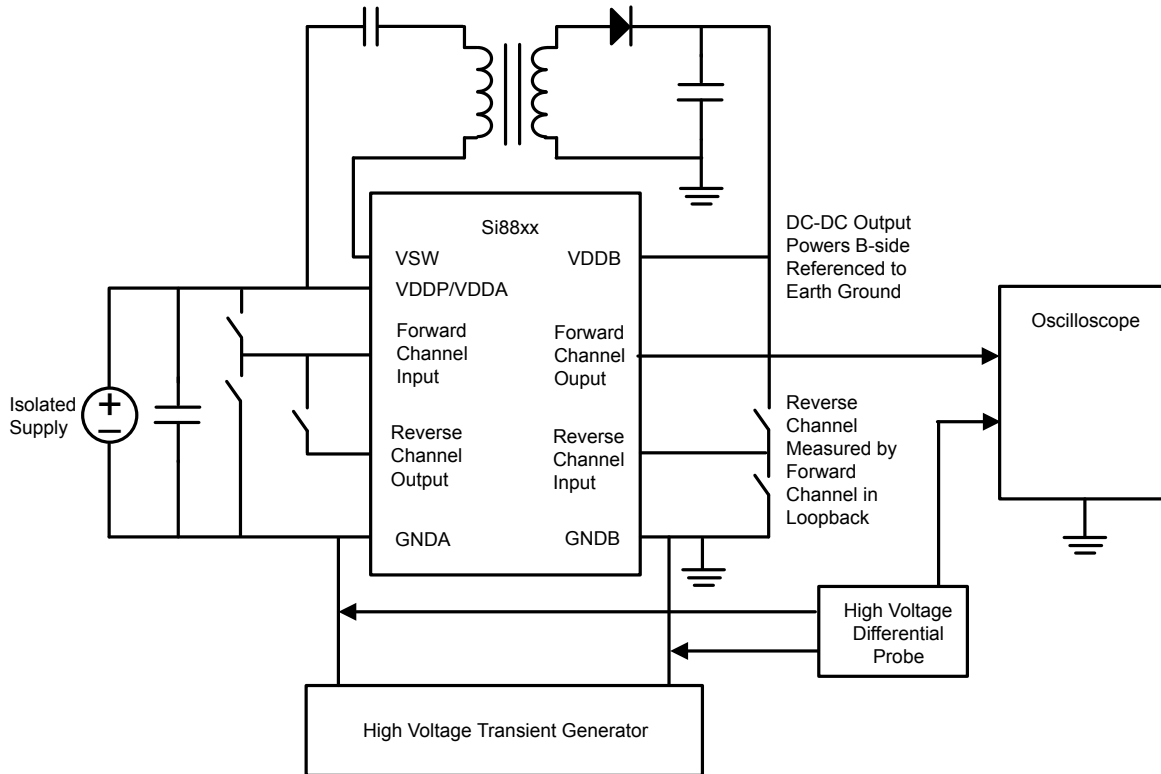 Si88xx
VSW
VDDB
VDDP/VDDA
Forward
Channel
Input
Forward
Channel
Ouput
Reverse
Channel
Output
Reverse
Channel
Input
GNDA
GNDB
Isolated
Supply
+
−
DC-DC Output
Powers B-side
Referenced to
Earth Ground
Reverse
Channel
Measured by
Forward
Channel in
Loopback
Oscilloscope
High Voltage
Differential
Probe
High Voltage Transient Generator